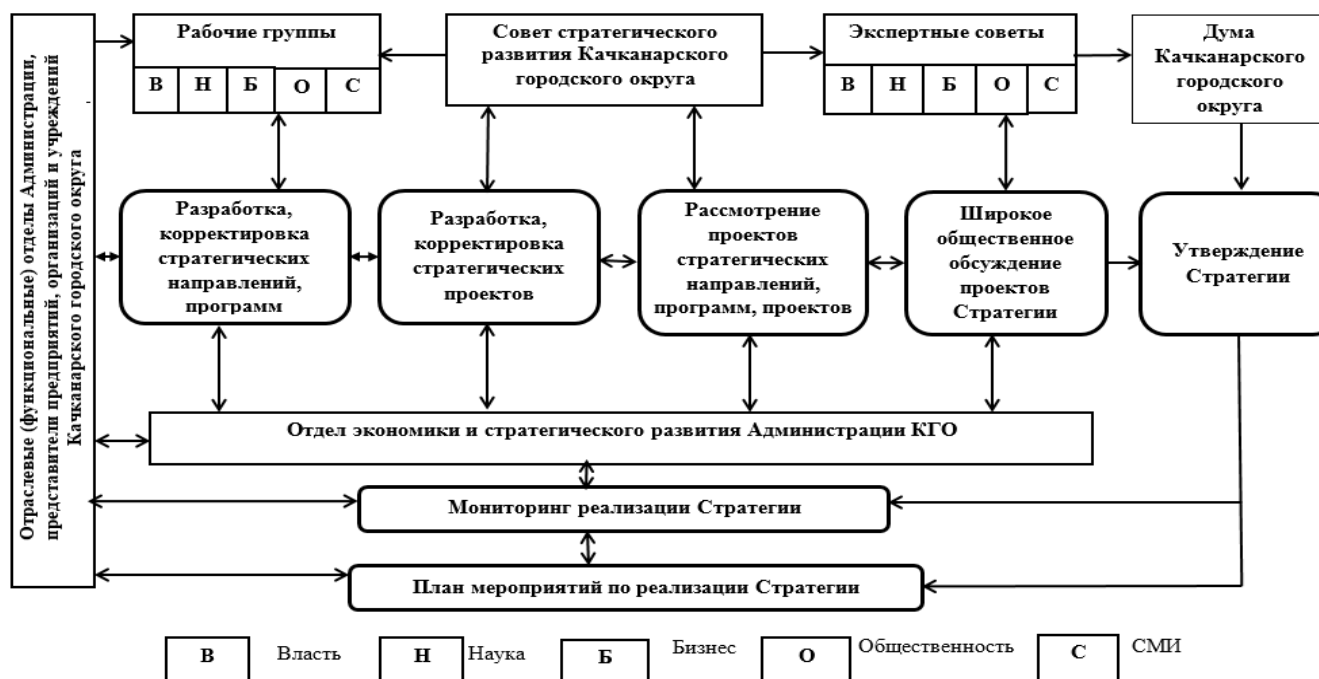 Отраслевые (функциональные) отделы Администрации,
представители предприятий, организаций и учреждений
Качканарского городского округа
Рабочие группы
В Н Б О С
Совет стратегического
развития Качканарского
городского округа
Экспертные советы
В Н Б О С
Дума
Качканарского
городского
округа
Разработка,
корректировка
стратегических
направлений,
программ
Разработка,
корректировка
стратегических
проектов
Рассмотрение
проектов
стратегических
направлений,
программ, проектов
Широкое
общественное
обсуждение
проектов
Стратегии
Утверждение
Стратегии
Отдел экономики и стратегического развития Администрации КГО
Мониторинг реализации Стратегии
План мероприятий по реализации Стратегии
В Власть Н Наука Б Бизнес О Общественность С СМИ